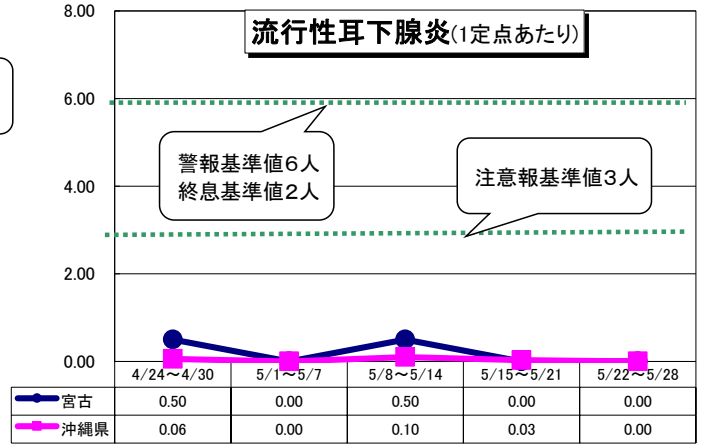 流行性耳下腺炎(1定点あたり)
8.00
6.00
警報基準値6人
終息基準値2人
注意報基準値3人
4.00
2.00
0.00
4/24～4/30 5/1～5/7 5/8～5/14 5/15～5/21 5/22～5/28
宮古 0.50 0.00 0.50 0.00 0.00
沖縄県 0.06 0.00 0.10 0.03 0.00